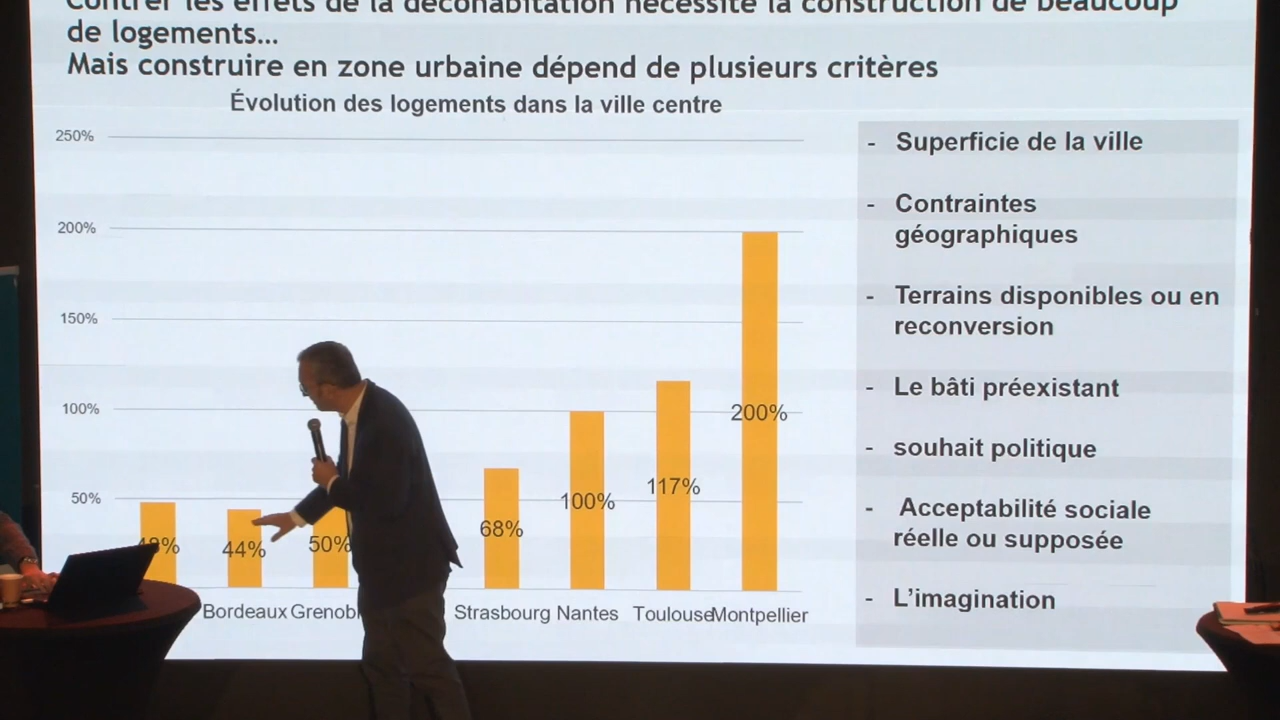 Contrer les effets de la décohabitation nécessite la construction de beaucoup
de logements…
Mais construire en zone urbaine dépend de plusieurs critères
Évolution des logements dans la ville centre
250%
200%
150%
100%
50%
44%
50%
68%
100%
117%
200%
Bordeaux
Strasbourg
Nantes
Toulouse
Montpellier
- Superficie de la ville
- Contraintes
géographiques
- Terrains disponibles ou en
reconversion
- Le bâti préexistant
- souhait politique
- Acceptabilité sociale
réelle ou supposée
- L'imagination